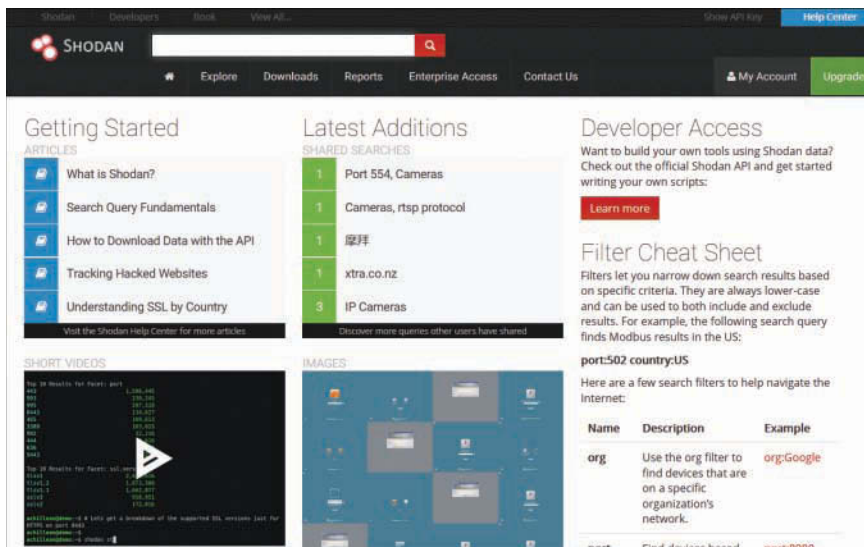 Shodan Developers Book View All... Show API Key Help Center
SHODAN
Explore Downloads Reports Enterprise Access Contact Us My Account Upgrade
Getting Started
ARTICLES
What is Shodan?
Search Query Fundamentals
How to Download Data with the API
Tracking Hacked Websites
Understanding SSL by Country
Visit the Shodan Help Center for more articles
Latest Additions
SHARED SEARCHES
1 Port 554, Cameras
1 Cameras, rtsp protocol
1 摩拜
1 xtra.co.nz
3 IP Cameras
Discover more queries other users have shared
Developer Access
Want to build your own tools using Shodan data?
Check out the official Shodan API and get started
writing your own scripts:
Learn more
SHORT VIDEOS
Top 10 Results for Facet: port
IMAGES
Filter Cheat Sheet
Filters let you narrow down search results based
on specific criteria. They are always lower-case
and can be used to both include and exclude
results. For example, the following search query
finds Modbus results in the US:
port:502 country:US
Here are a few search filters to help navigate the
Internet:
Name Description Example
org Use the org filter to org:Google
find devices that are
on a specific
organization's
network.